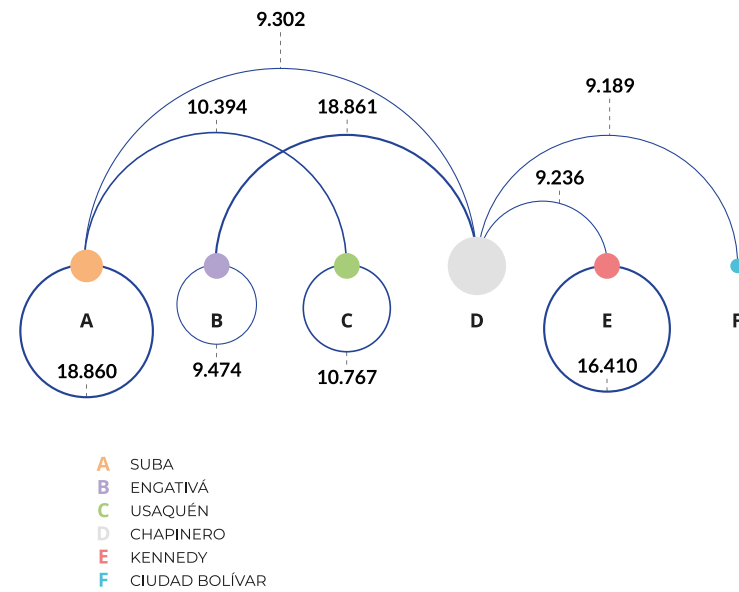 9.302
9.189
10.394 18.861
9.236
A B C D E F
18.860 9.474 10.767 16.410
A SUBA
B ENGATIVÁ
C USAQUÉN
D CHAPINERO
E KENNEDY
F CIUDAD BOLÍVAR